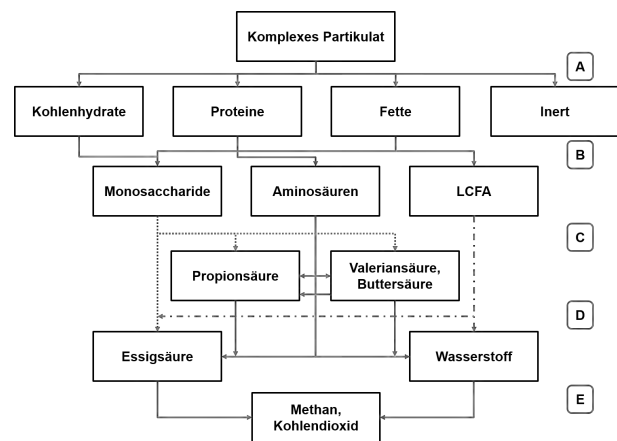 Komplexes Partikulat
A
Kohlenhydrate
Proteine
Fette
Inert
B
Monosaccharide
Aminosäuren
LCFA
C
Propionsäure
Valeriansäure,
Buttersäure
D
Essigsäure
Wasserstoff
E
Methan,
Kohlendioxid